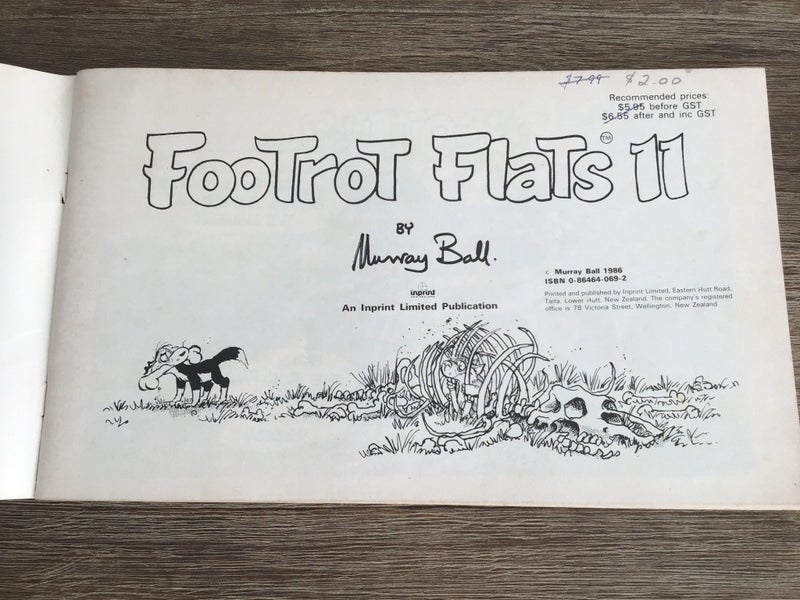 $7.99 $2.00
Recommended prices:
$5.95 before GST
$6.55 after and inc GST
FooTroT FlaTs™ 11
BY
Murray Ball.
inprint
An Inprint Limited Publication
c Murray Ball 1986
ISBN 0-86464-069-2
Printed and published by Inprint Limited, Eastern Hutt Road,
Taita, Lower Hutt, New Zealand. The company's registered
office is 78 Victoria Street, Wellington, New Zealand.